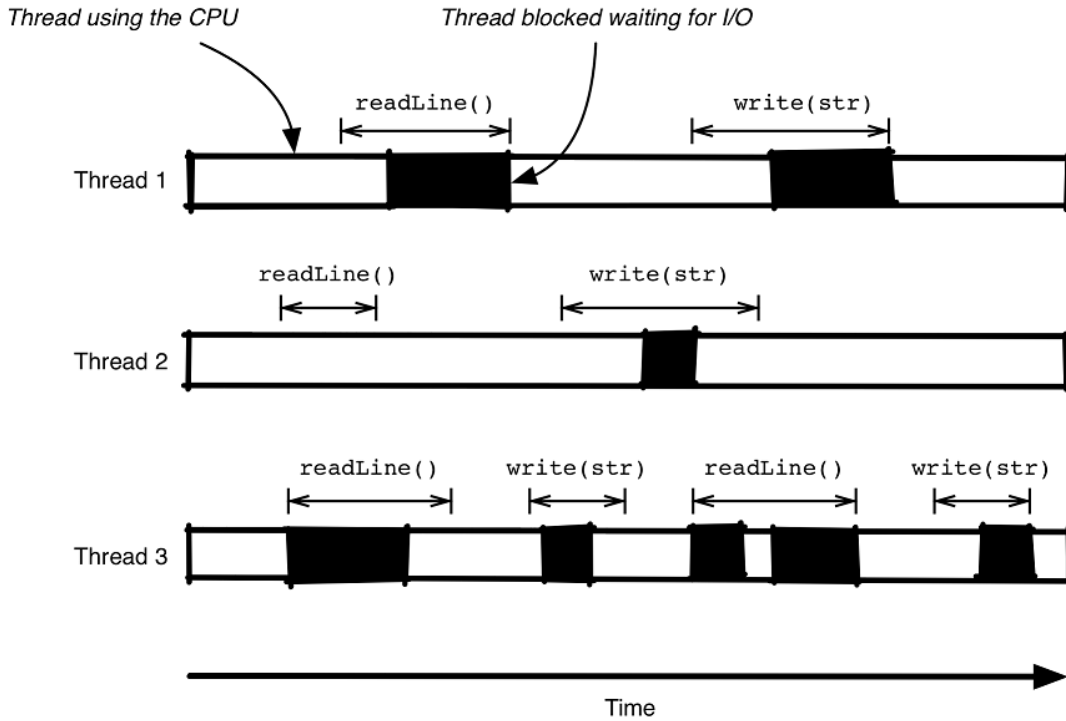 Thread using the CPU
Thread blocked waiting for I/O
readLine()
write(str)
Thread 1
readLine()
write(str)
Thread 2
readLine()
write(str)
readLine()
write(str)
Thread 3
Time